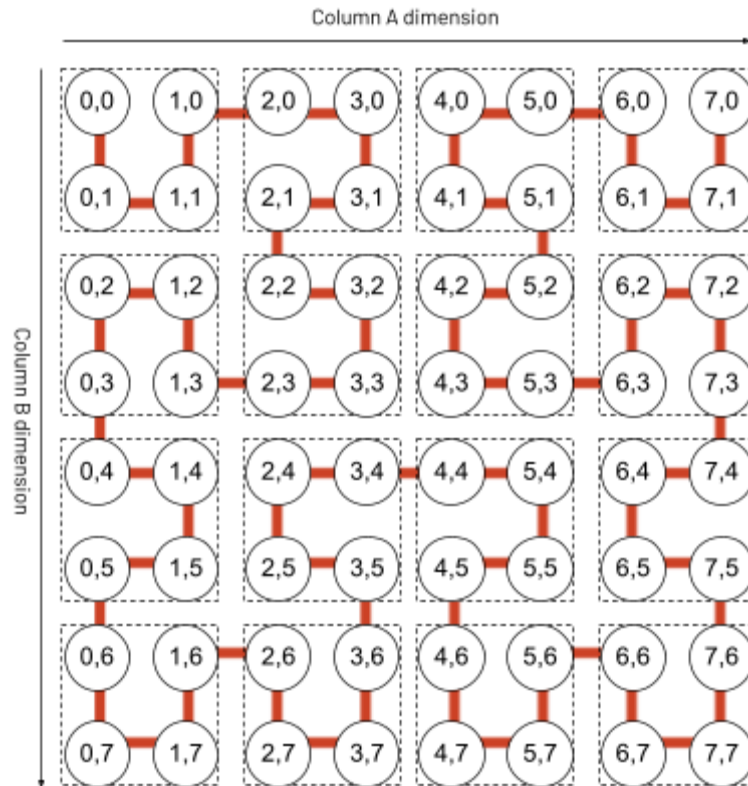 Column A dimension
Column B dimension
0,0 1,0 2,0 3,0 4,0 5,0 6,0 7,0
0,1 1,1 2,1 3,1 4,1 5,1 6,1 7,1
0,2 1,2 2,2 3,2 4,2 5,2 6,2 7,2
0,3 1,3 2,3 3,3 4,3 5,3 6,3 7,3
0,4 1,4 2,4 3,4 4,4 5,4 6,4 7,4
0,5 1,5 2,5 3,5 4,5 5,5 6,5 7,5
0,6 1,6 2,6 3,6 4,6 5,6 6,6 7,6
0,7 1,7 2,7 3,7 4,7 5,7 6,7 7,7